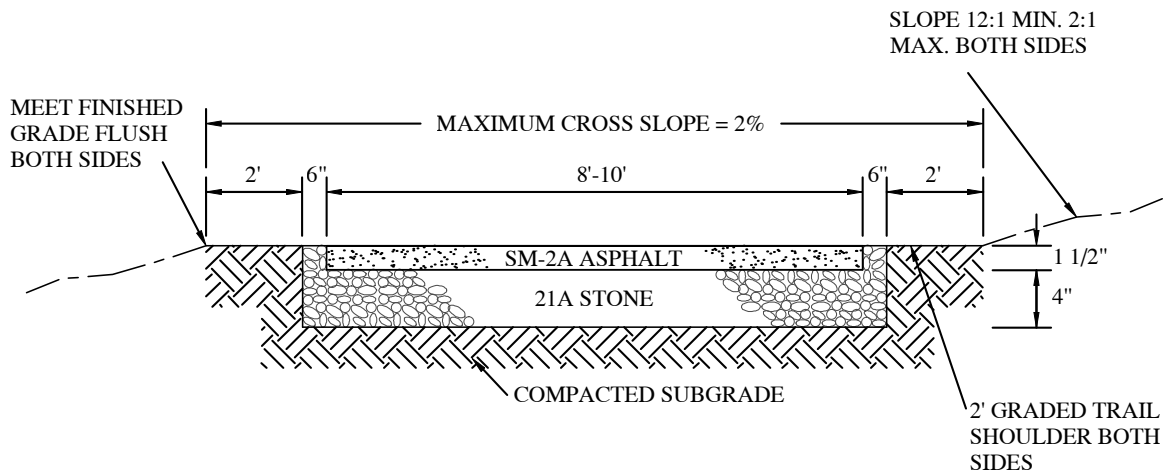 SLOPE 12:1 MIN. 2:1
MAX. BOTH SIDES
MEET FINISHED
GRADE FLUSH
BOTH SIDES
MAXIMUM CROSS SLOPE = 2%
2' 6" 8'-10' 6" 2'
SM-2A ASPHALT
1 1/2"
21A STONE
4"
COMPACTED SUBGRADE
2' GRADED TRAIL
SHOULDER BOTH
SIDES